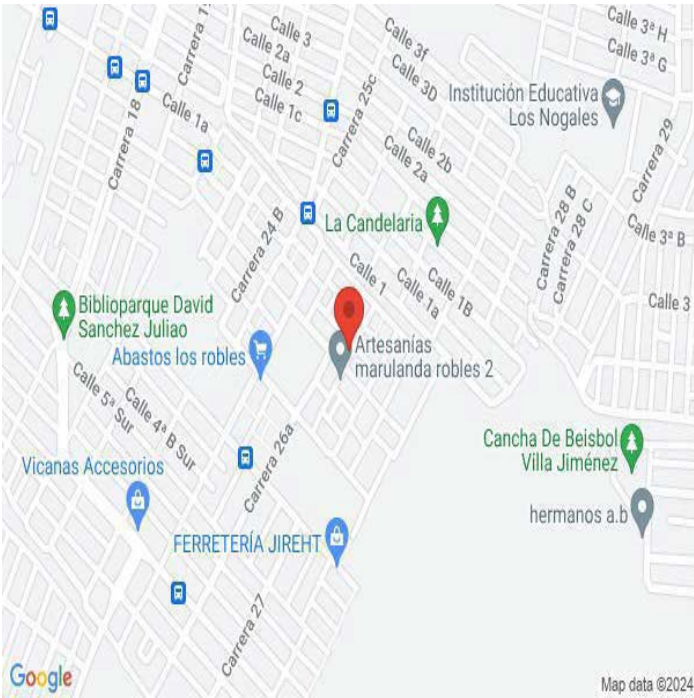 Calle 3
Calle 2a
Calle 2
Calle 1c
Calle 1a
Carrera 18
Calle 3f
Calle 3D
Carrera 25c
Calle 2b
Calle 2a
Calle 3ª H
Calle 3ª G
Institución Educativa
Los Nogales
Carrera 29
Carrera 28 B
Carrera 28 C
Calle 3ª B
Calle 3
La Candelaria
Carrera 24 B
Calle 1
Calle 1a
Calle 1B
Biblioparque David
Sanchez Juliao
Abastos los robles
Artesanías
marulanda robles 2
Calle 5ª Sur
Calle 4ª B Sur
Vicanas Accesorios
Carrera 26a
Cancha De Beisbol
Villa Jiménez
hermanos a.b
FERRETERÍA JIREHT
Carrera 27
Google
Map data ©2024